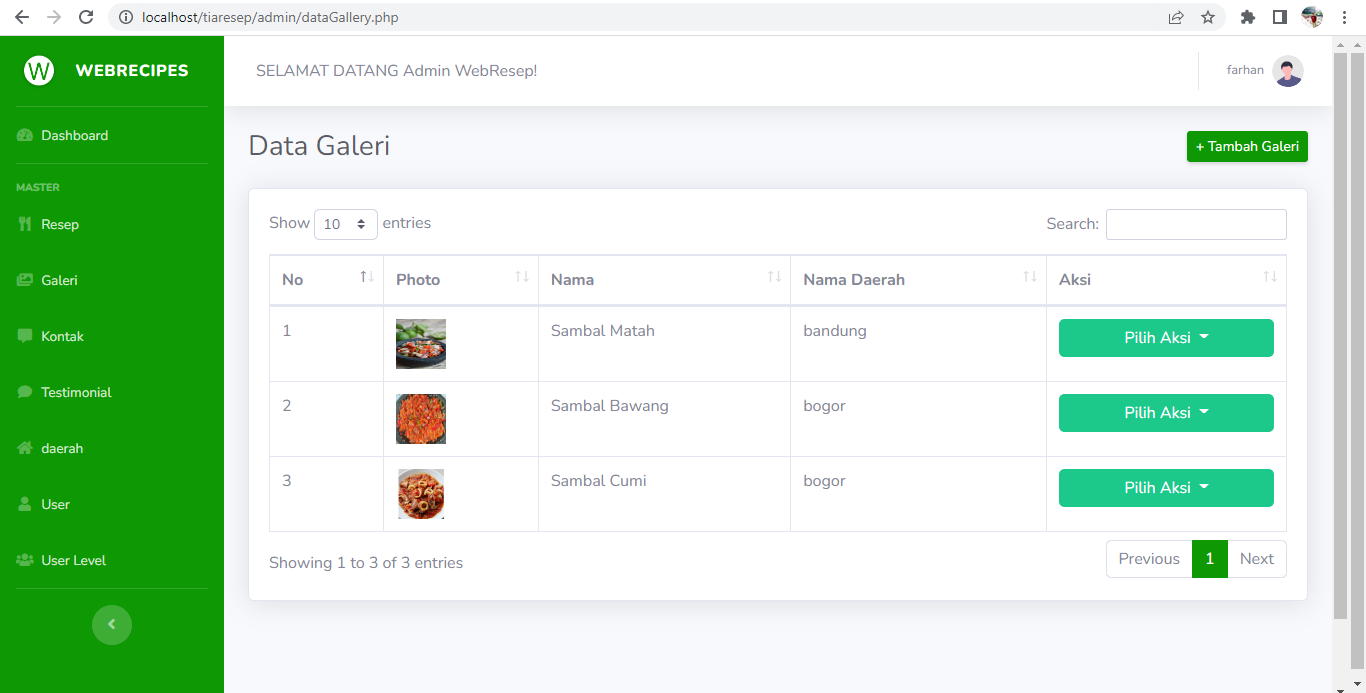 localhost/tiaresep/admin/dataGallery.php
W WEBRECIPES
SELAMAT DATANG Admin WebResep!
farhan
Dashboard
MASTER
Resep
Galeri
Kontak
Testimonial
daerah
User
User Level
Data Galeri
+ Tambah Galeri
Show 10 entries
Search:
No Photo Nama Nama Daerah Aksi
1 Sambal Matah bandung Pilih Aksi
2 Sambal Bawang bogor Pilih Aksi
3 Sambal Cumi bogor Pilih Aksi
Showing 1 to 3 of 3 entries
Previous 1 Next